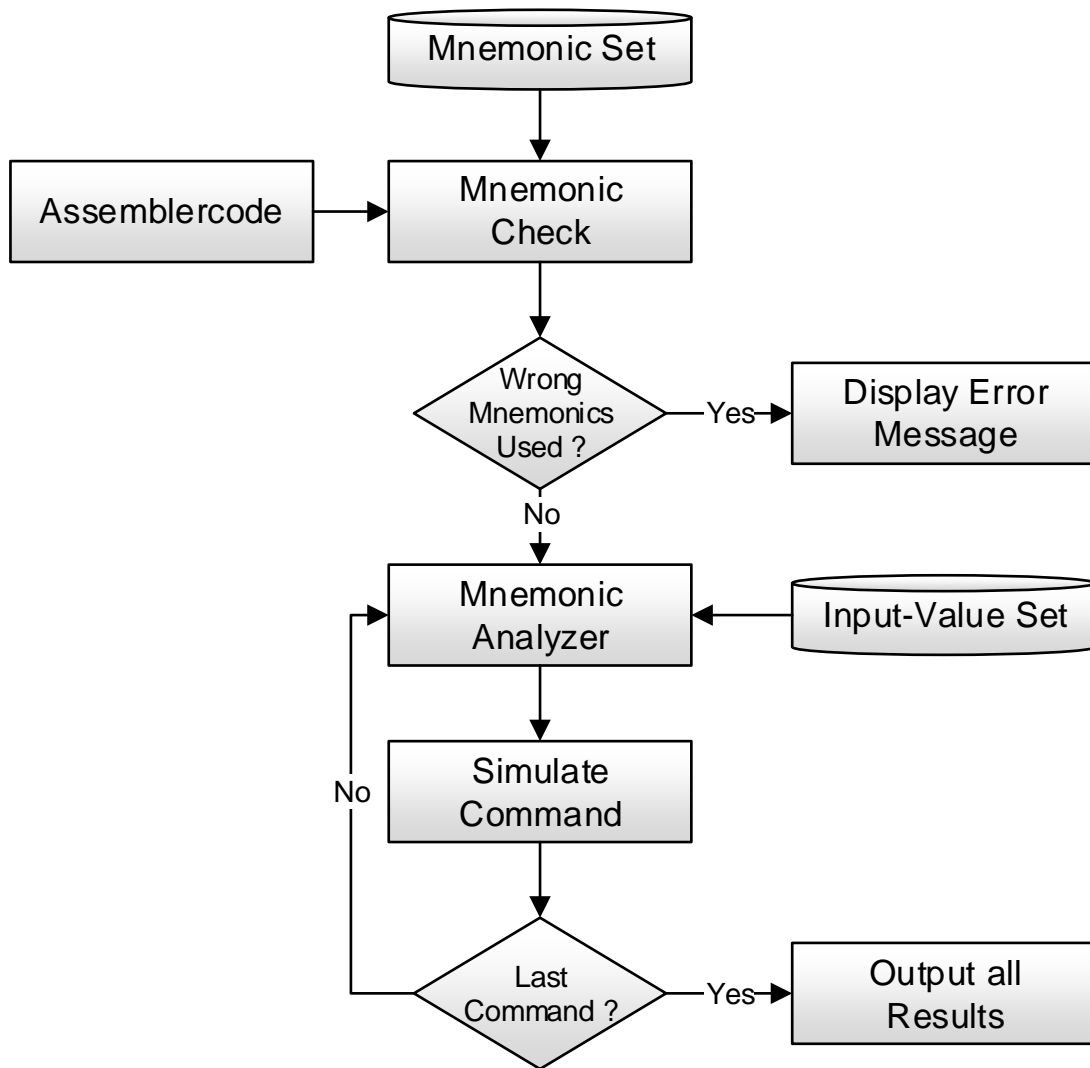 Mnemonic Set
Assemblercode
Mnemonic
Check
Wrong
Mnemonics
Used ?
Yes
Display Error
Message
No
Mnemonic
Analyzer
Input-Value Set
Simulate
Command
No
Last
Command ?
Yes
Output all
Results